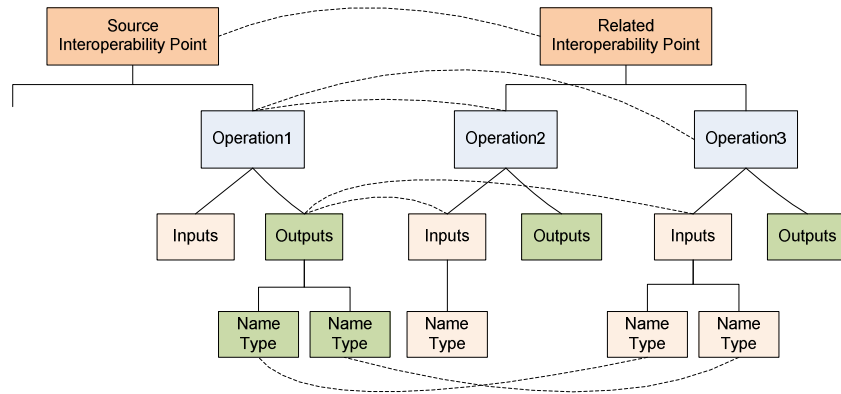 Source
Interoperability Point
Related
Interoperability Point
Operation1
Operation2
Operation3
Inputs
Outputs
Inputs
Outputs
Inputs
Outputs
Name
Type
Name
Type
Name
Type
Name
Type
Name
Type